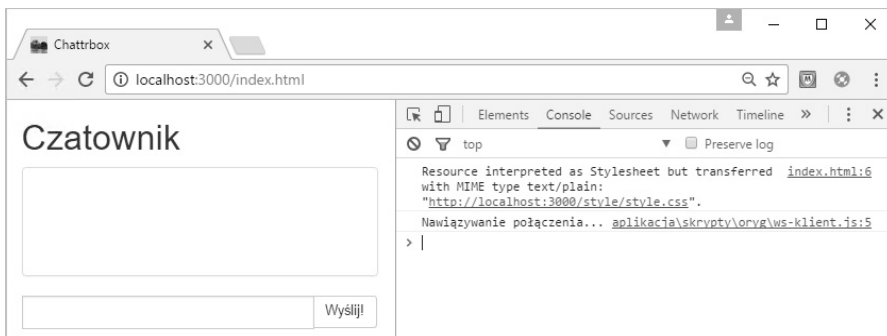 Chattrbox
localhost:3000/index.html
Czatownik
Wyślij!
Elements Console Sources Network Timeline »
top Preserve log
Resource interpreted as Stylesheet but transferred index.html:6
with MIME type text/plain:
"http://localhost:3000/style/style.css".
Nawiązywanie połączenia... aplikacja\skrypty\oryg\ws-klient.js:5